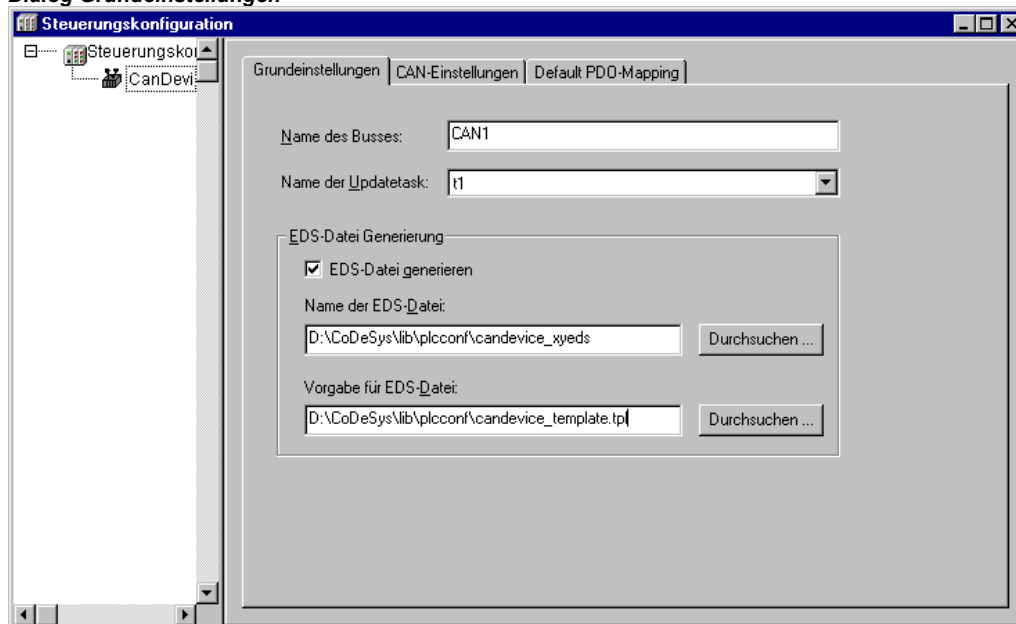 Dialog Grundeinstellungen
Steuerungskonfiguration
Steuerungskon
CanDevi
Grundeinstellungen CAN-Einstellungen Default PDO-Mapping
Name des Busses: CAN1
Name der Updatetask: t1
EDS-Datei Generierung
EDS-Datei generieren
Name der EDS-Datei:
D:\CoDeSys\lib\plcconf\candevice_xyeds Durchsuchen ...
Vorgabe für EDS-Datei:
D:\CoDeSys\lib\plcconf\candevice_template.tpl Durchsuchen ...